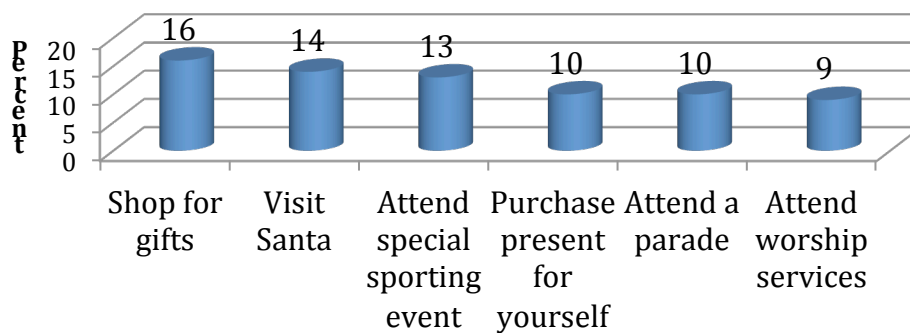 Percent
20
15
10
5
0
16
14
13
10
10
9
Shop for
gifts
Visit
Santa
Attend
special
sporting
event
Purchase
present
for
yourself
Attend a
parade
Attend
worship
services